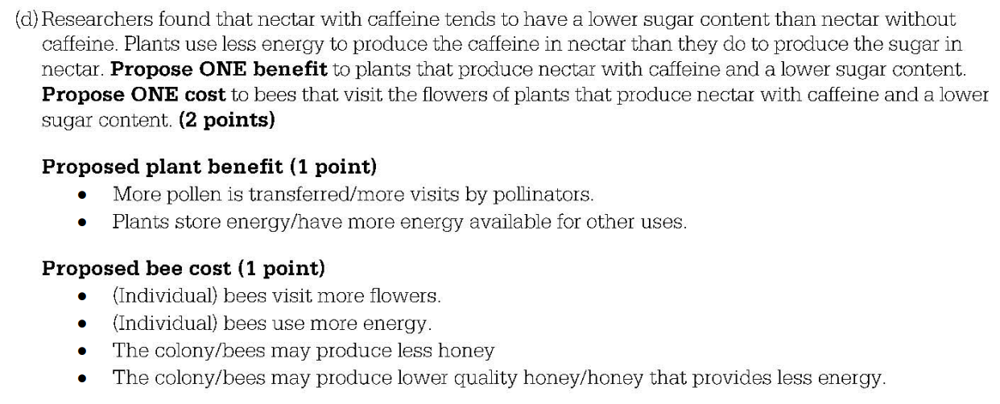 (d) Researchers found that nectar with caffeine tends to have a lower sugar content than nectar without
caffeine. Plants use less energy to produce the caffeine in nectar than they do to produce the sugar in
nectar. Propose ONE benefit to plants that produce nectar with caffeine and a lower sugar content.
Propose ONE cost to bees that visit the flowers of plants that produce nectar with caffeine and a lower
sugar content. (2 points)
Proposed plant benefit (1 point)
• More pollen is transferred/more visits by pollinators.
• Plants store energy/have more energy available for other uses.
Proposed bee cost (1 point)
• (Individual) bees visit more flowers.
• (Individual) bees use more energy.
• The colony/bees may produce less honey
• The colony/bees may produce lower quality honey/honey that provides less energy.